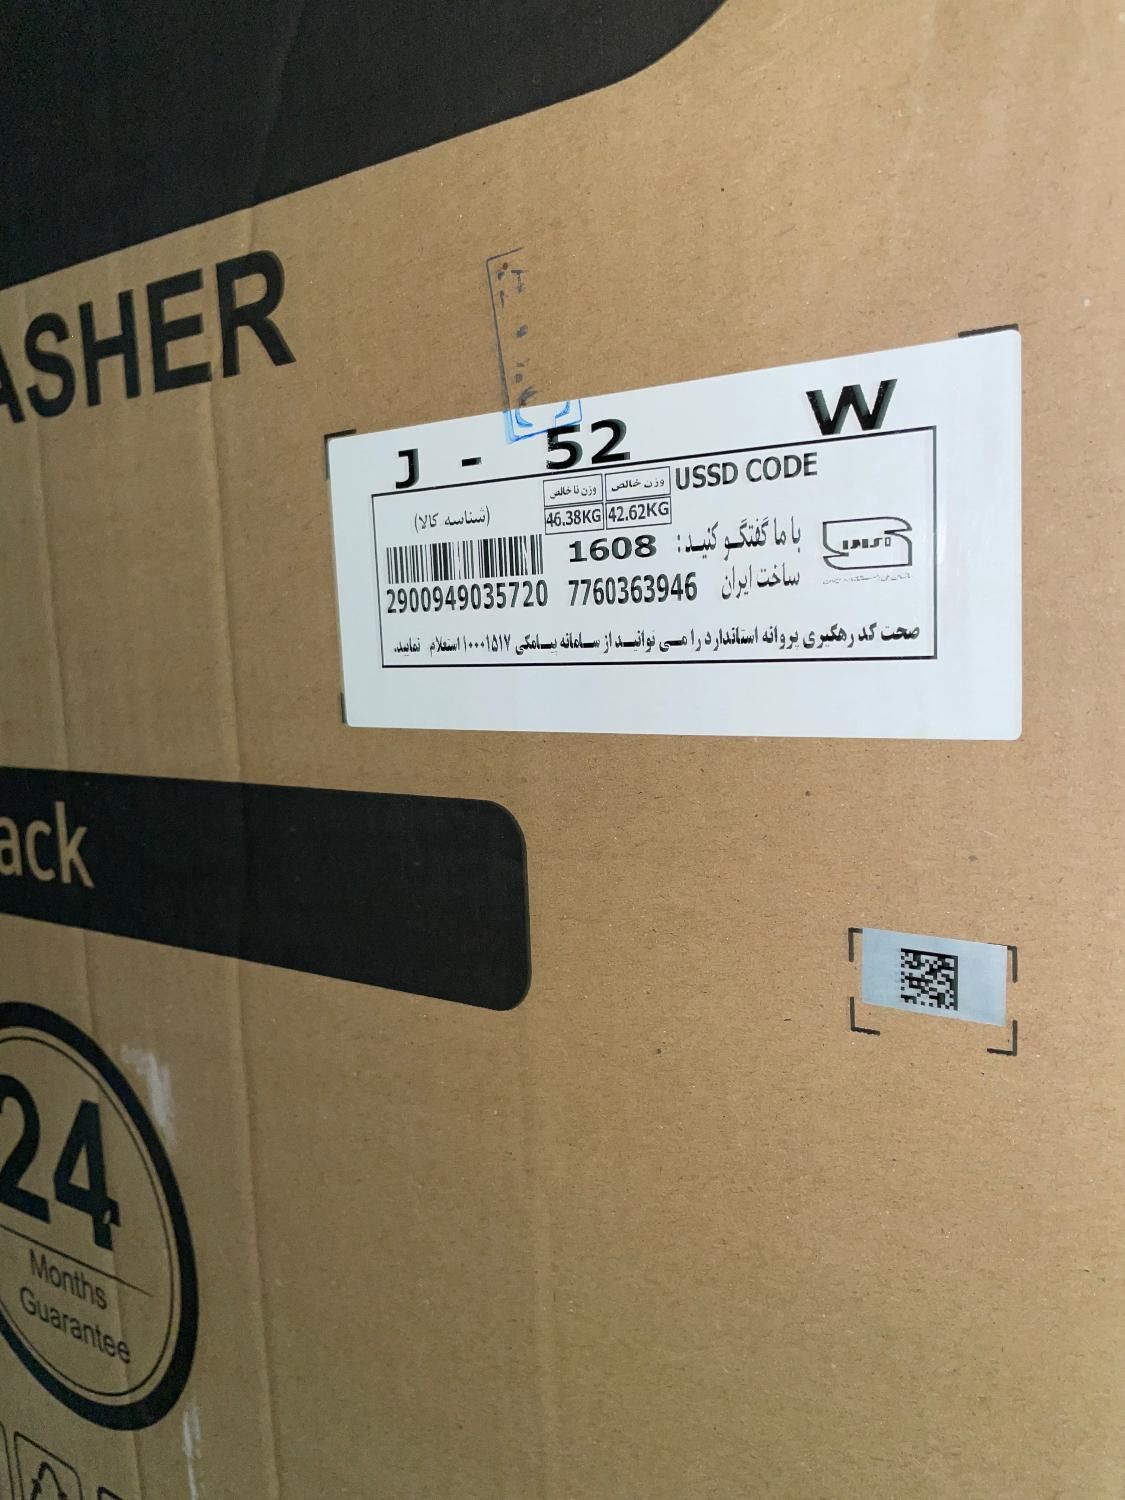 ASHER
J - 52 W
USSD CODE
وزن ناخالص وزن خالص
46.38KG 42.62KG
(شناسه کالا)
با ما گفتگو کنید: 1608
2900949035720 7760363946 ساخت ایران
صحت کد رهگیری پروانه استاندارد را می توانید از سامانه پیامکی ۱۰۰۰۱۵۱۷ استعلام نمایید.
ack
24
Months
Guarantee